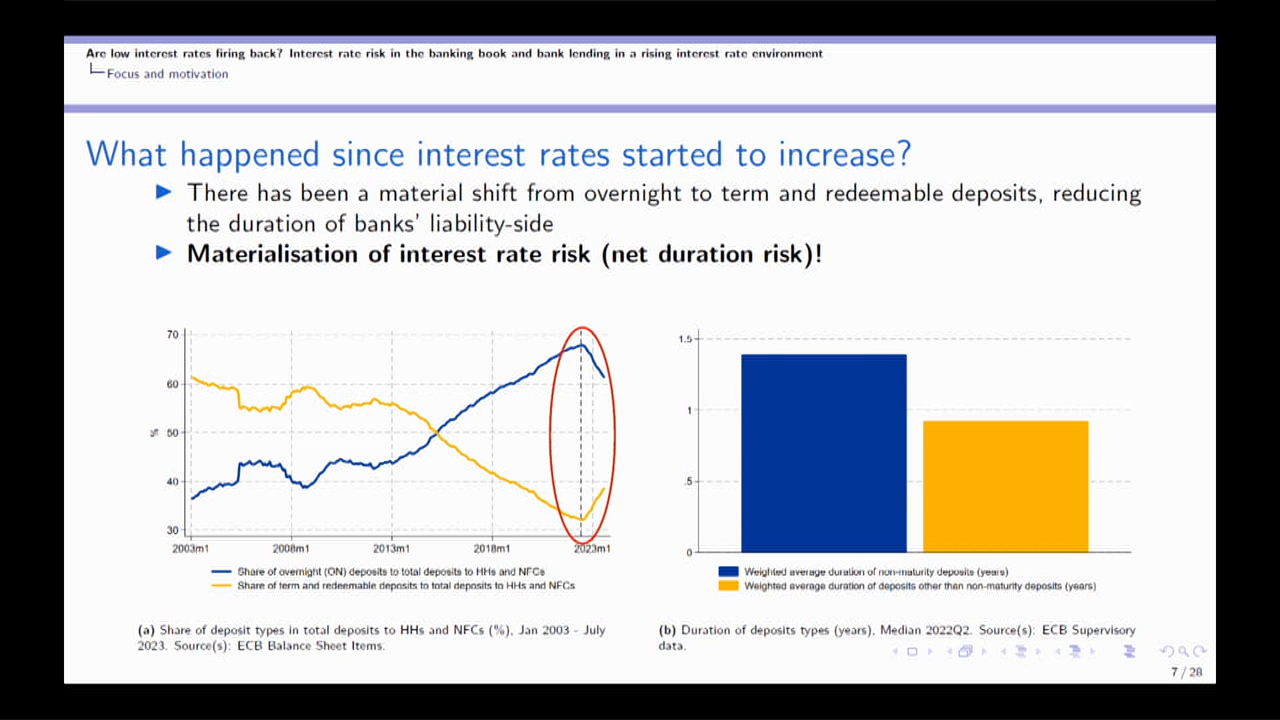 Are low interest rates firing back? Interest rate risk in the banking book and bank lending in a rising interest rate environment
Focus and motivation
What happened since interest rates started to increase?
There has been a material shift from overnight to term and redeemable deposits, reducing
the duration of banks' liability-side
Materialisation of interest rate risk (net duration risk)!
70
60
50
40
30
%
2003m1 2008m1 2013m1 2018m1 2023m1
Share of overnight (ON) deposits to total deposits to HHs and NFCs
Share of term and redeemable deposits to total deposits to HHs and NFCs
(a) Share of deposit types in total deposits to HHs and NFCs (%), Jan 2003 - July
2023. Source(s): ECB Balance Sheet Items.
1.5
1
.5
0
Weighted average duration of non-maturity deposits (years)
Weighted average duration of deposits other than non-maturity deposits (years)
(b) Duration of deposits types (years), Median 2022Q2. Source(s): ECB Supervisory
data.
7 / 28